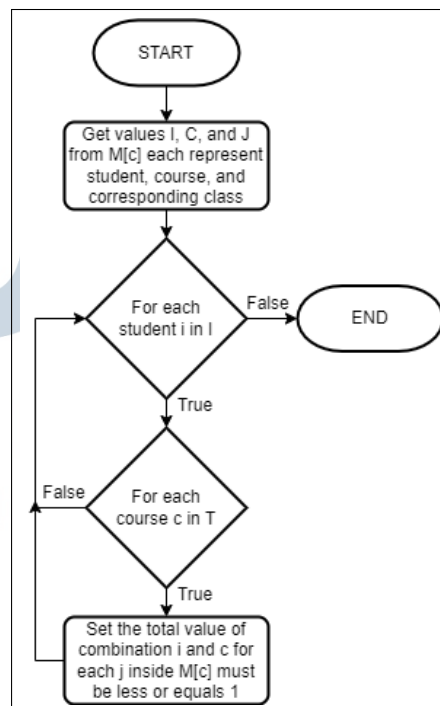 START
Get values I, C, and J
from M[c] each represent
student, course, and
corresponding class
For each
student i in I
False
END
True
For each
course c in T
False
True
Set the total value of
combination i and c for
each j inside M[c] must
be less or equals 1